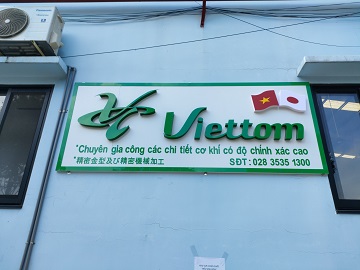 Viettom
*Chuyên gia công các chi tiết cơ khí có độ chính xác cao
*精密金型及び精密機械加工
SĐT: 028 3535 1300